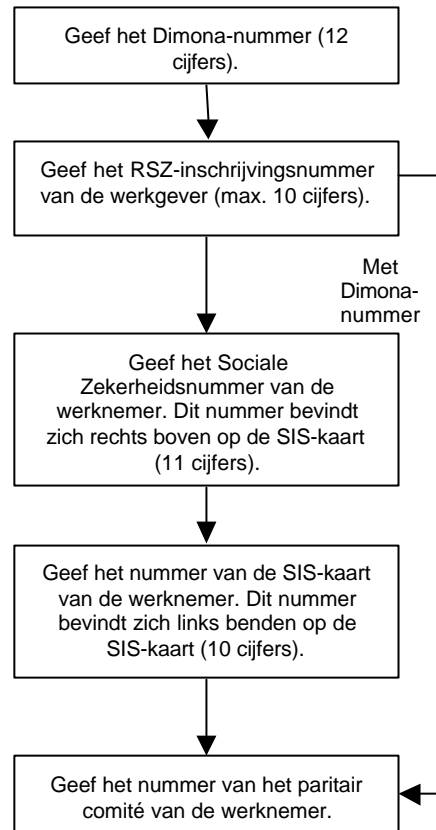 Geef het Dimona-nummer (12
cijfers).
Geef het RSZ-inschrijvingsnummer
van de werkgever (max. 10 cijfers).
Met
Dimona-
nummer
Geef het Sociale
Zekerheidsnummer van de
werknemer. Dit nummer bevindt
zich rechts boven op de SIS-kaart
(11 cijfers).
Geef het nummer van de SIS-kaart
van de werknemer. Dit nummer
bevindt zich links benden op de
SIS-kaart (10 cijfers).
Geef het nummer van het paritair
comité van de werknemer.